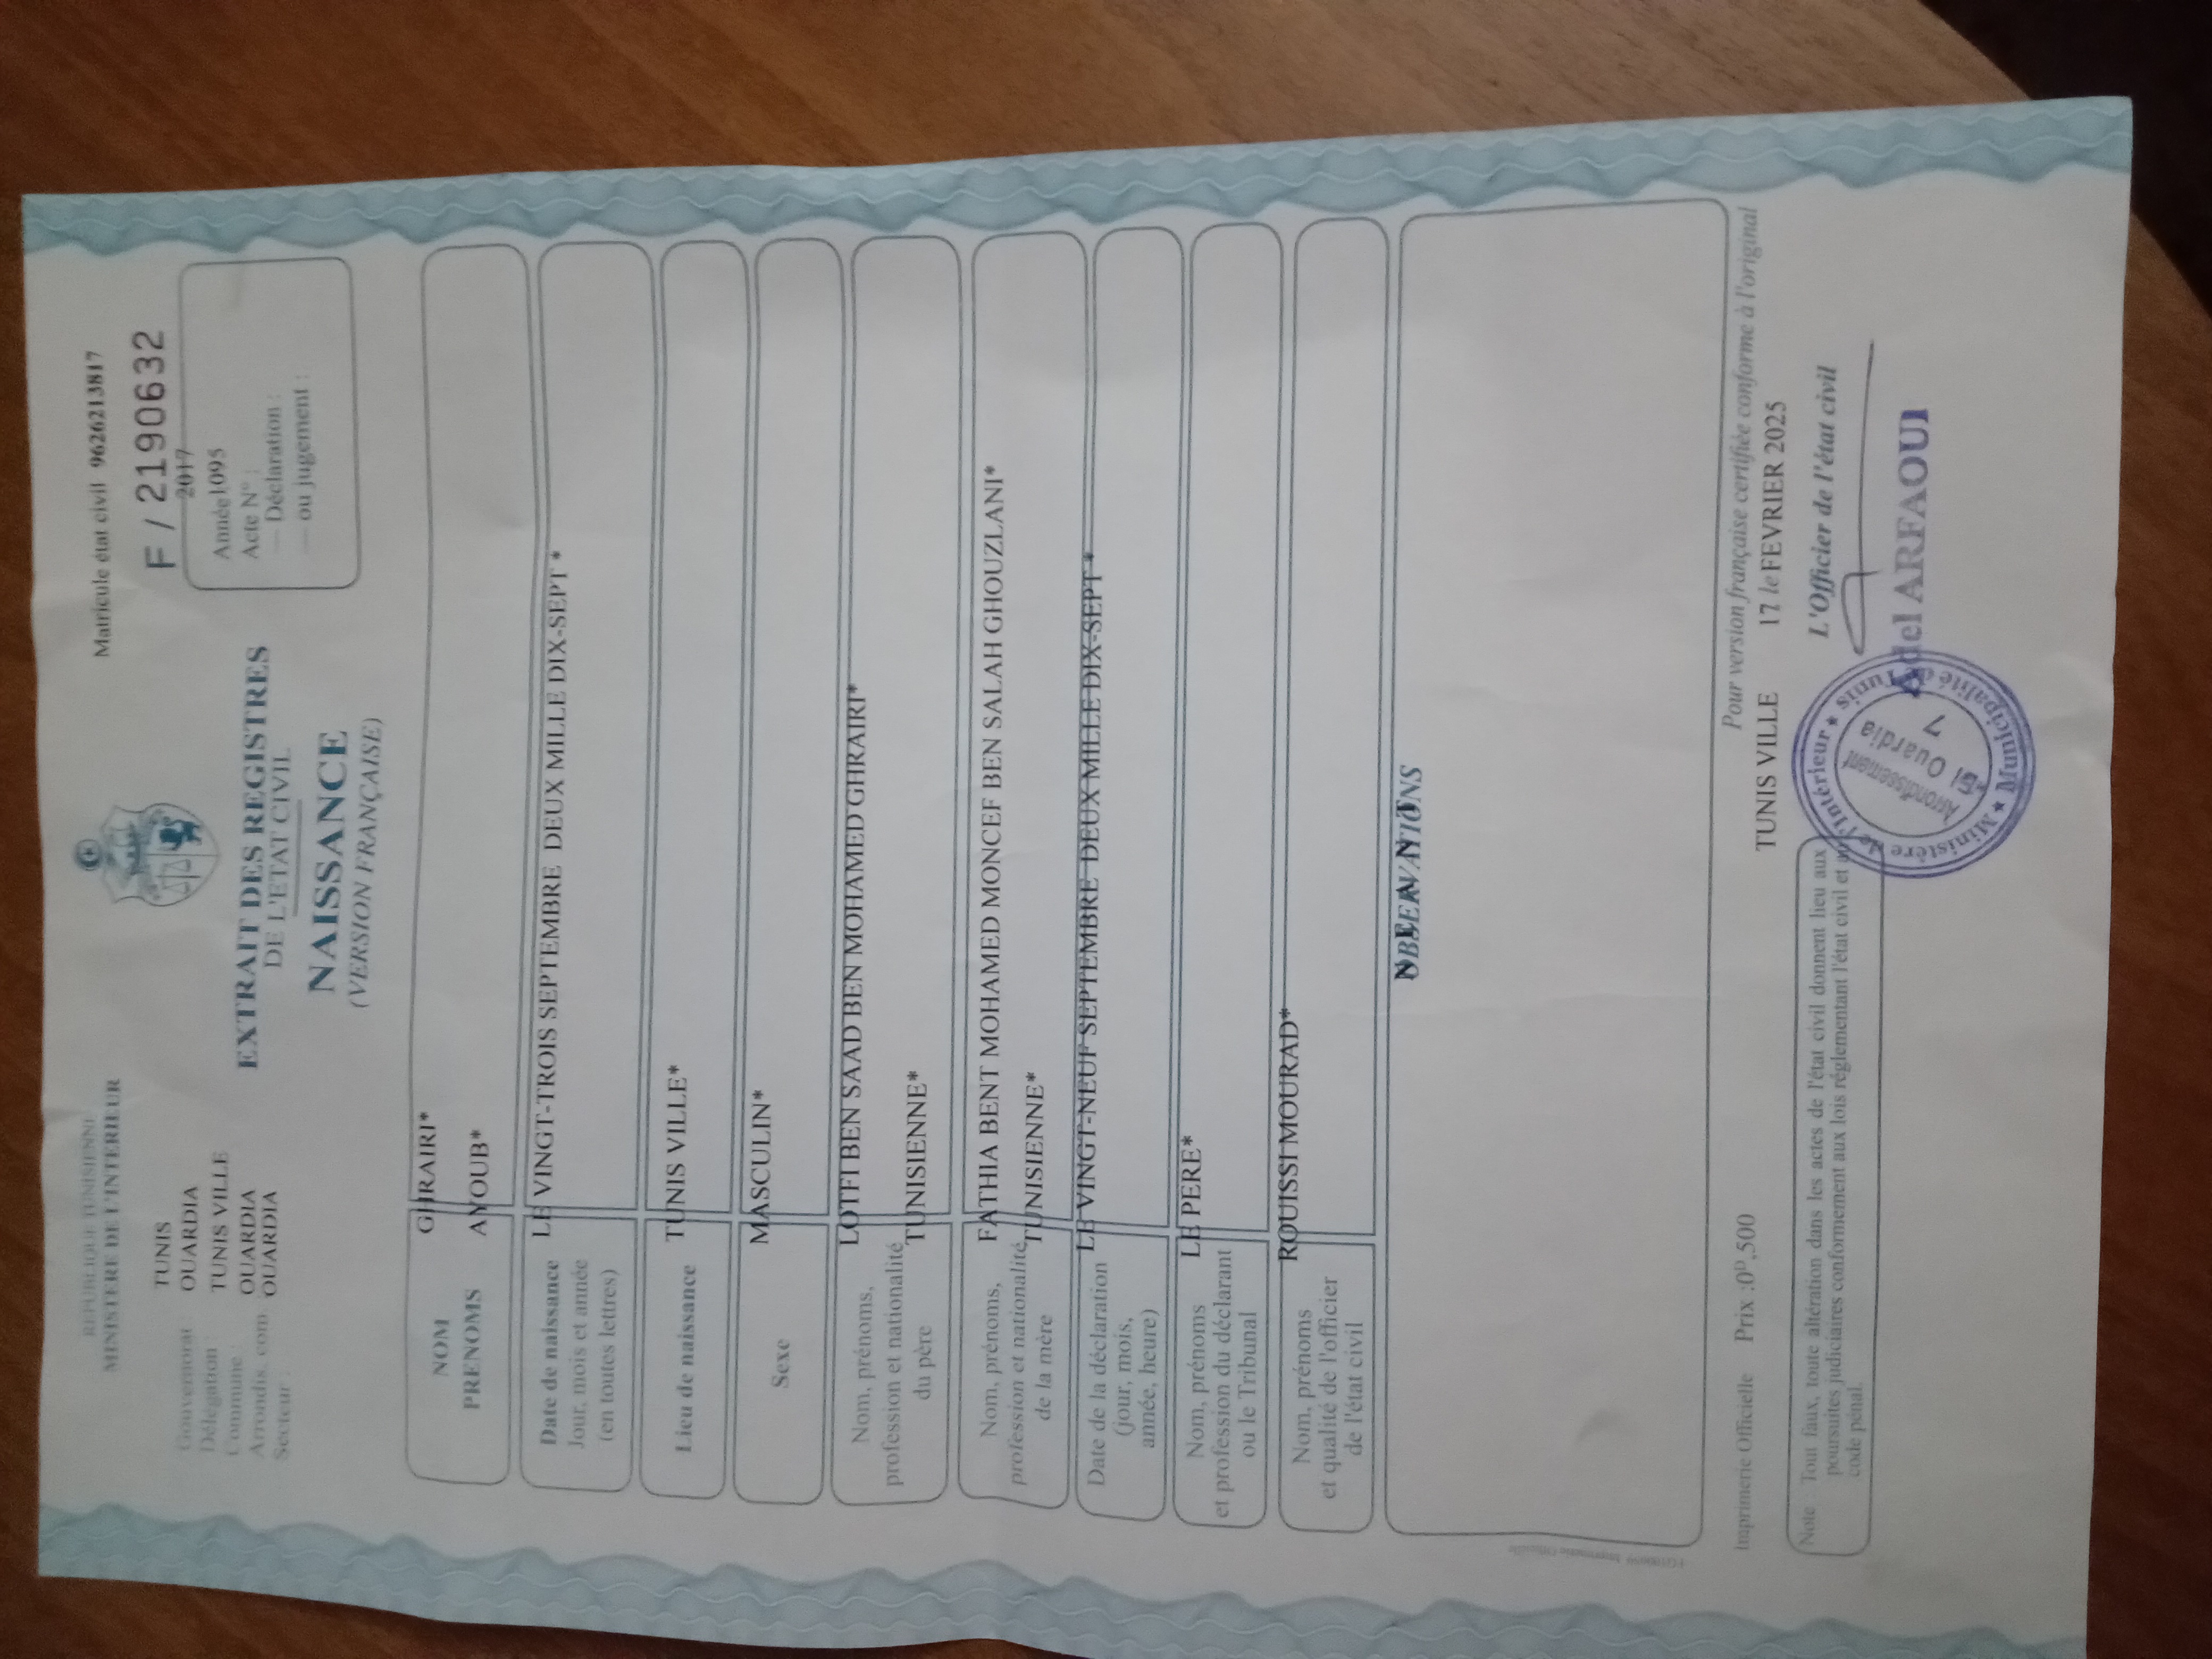 REPUBLIQUE TUNISIENNE
MINISTERE DE L'INTERIEUR
Matricule état civil 9626213817
F / 2190632
2017
Gouvernorat TUNIS
Délégation : OUARDIA
Commune : TUNIS VILLE
Arrondis. com OUARDIA
Secteur : OUARDIA
Année 1095
Acte N° :
Déclaration :
ou jugement :
EXTRAIT DES REGISTRES
DE L'ETAT CIVIL
NAISSANCE
(VERSION FRANÇAISE)
NOM GHRAIRI*
PRENOMS AYOUB*
Date de naissance LE VINGT-TROIS SEPTEMBRE DEUX MILLE DIX-SEPT *
Jour, mois et année
(en toutes lettres)
Lieu de naissance TUNIS VILLE*
Sexe MASCULIN*
Nom, prénoms, LOTFI BEN SAAD BEN MOHAMED GHRAIRI*
profession et nationalité TUNISIENNE*
du père
Nom, prénoms, FATHIA BENT MOHAMED MONCEF BEN SALAH GHOUZLANI*
profession et nationalité TUNISIENNE*
de la mère
Date de la déclaration LE VINGT-NEUF SEPTEMBRE DEUX MILLE DIX-SEPT *
(jour, mois,
année, heure)
Nom, prénoms LE PERE*
et profession du déclarant
ou le Tribunal
Nom, prénoms ROUISSI MOURAD*
et qualité de l'officier
de l'état civil
OBSERVATIONS
NEANT
Imprimerie Officielle Prix :0D,500
Pour version française certifiée conforme à l'original
TUNIS VILLE 17 le FEVRIER 2025
L'Officier de l'état civil
Adel ARFAOUI
Ministère de l'Intérieur * Municipalité de Tunis *
Arrondissement
El Ouardia
7
Note : Tout faux, toute altération dans les actes de l'état civil donnent lieu aux
poursuites judiciaires conformement aux lois réglementant l'état civil et au
code pénal.